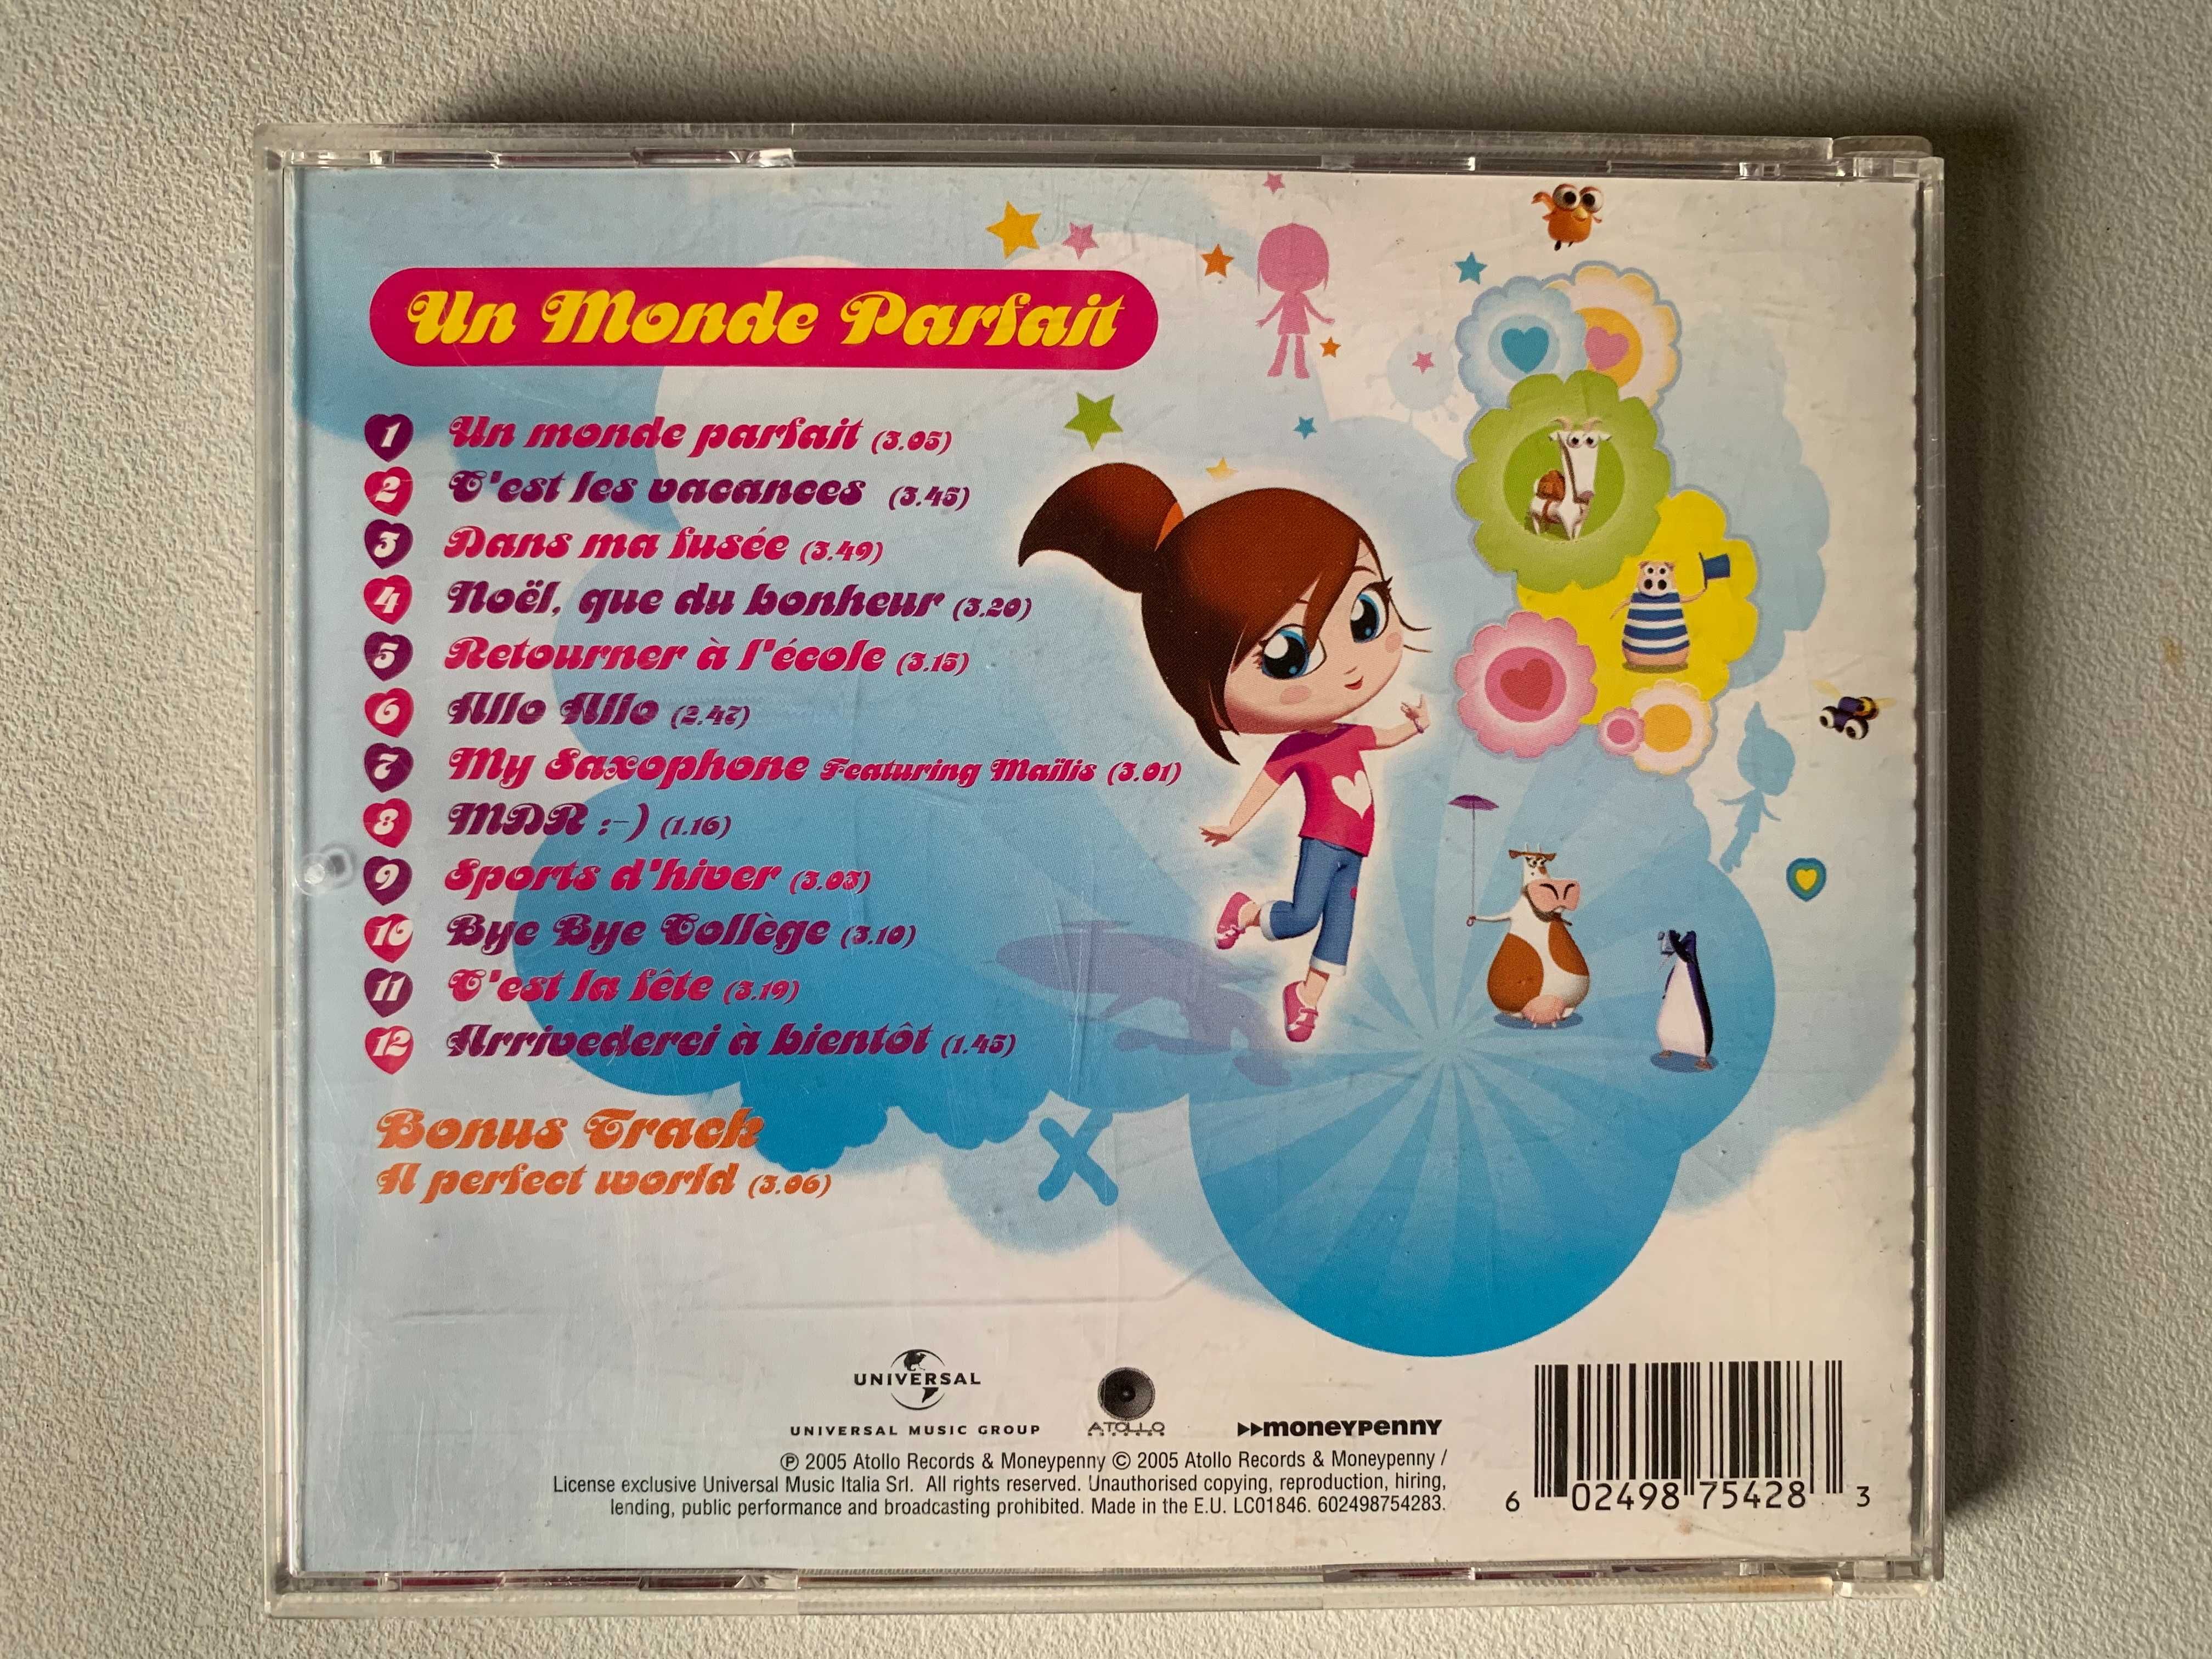 Un Monde Parfait
1 Un monde parfait (3.05)
2 C'est les vacances (3.45)
3 Dans ma fusée (3.49)
4 Noël, que du bonheur (3.20)
5 Retourner à l'école (3.15)
6 Allo Allo (2.47)
7 My Saxophone Featuring Maïlis (3.01)
8 MDR :-) (1.16)
9 Sports d'hiver (3.03)
10 Bye Bye Collège (3.10)
11 C'est la fête (3.19)
12 Arrivederci à bientôt (1.45)
Bonus Track
A perfect world (3.06)
UNIVERSAL
UNIVERSAL MUSIC GROUP
ATOLLO
moneypenny
℗ 2005 Atollo Records & Moneypenny © 2005 Atollo Records & Moneypenny /
License exclusive Universal Music Italia Srl. All rights reserved. Unauthorised copying, reproduction, hiring,
lending, public performance and broadcasting prohibited. Made in the E.U. LC01846. 602498754283.
6 02498 75428 3